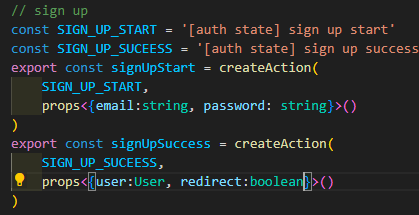 // sign up
const SIGN_UP_START = '[auth state] sign up start'
const SIGN_UP_SUCEESS = '[auth state] sign up success
export const signUpStart = createAction(
    SIGN_UP_START,
    props<{email:string, password: string}>()
)
export const signUpSuccess = createAction(
    SIGN_UP_SUCEESS,
    props<{user:User, redirect:boolean}>()
)